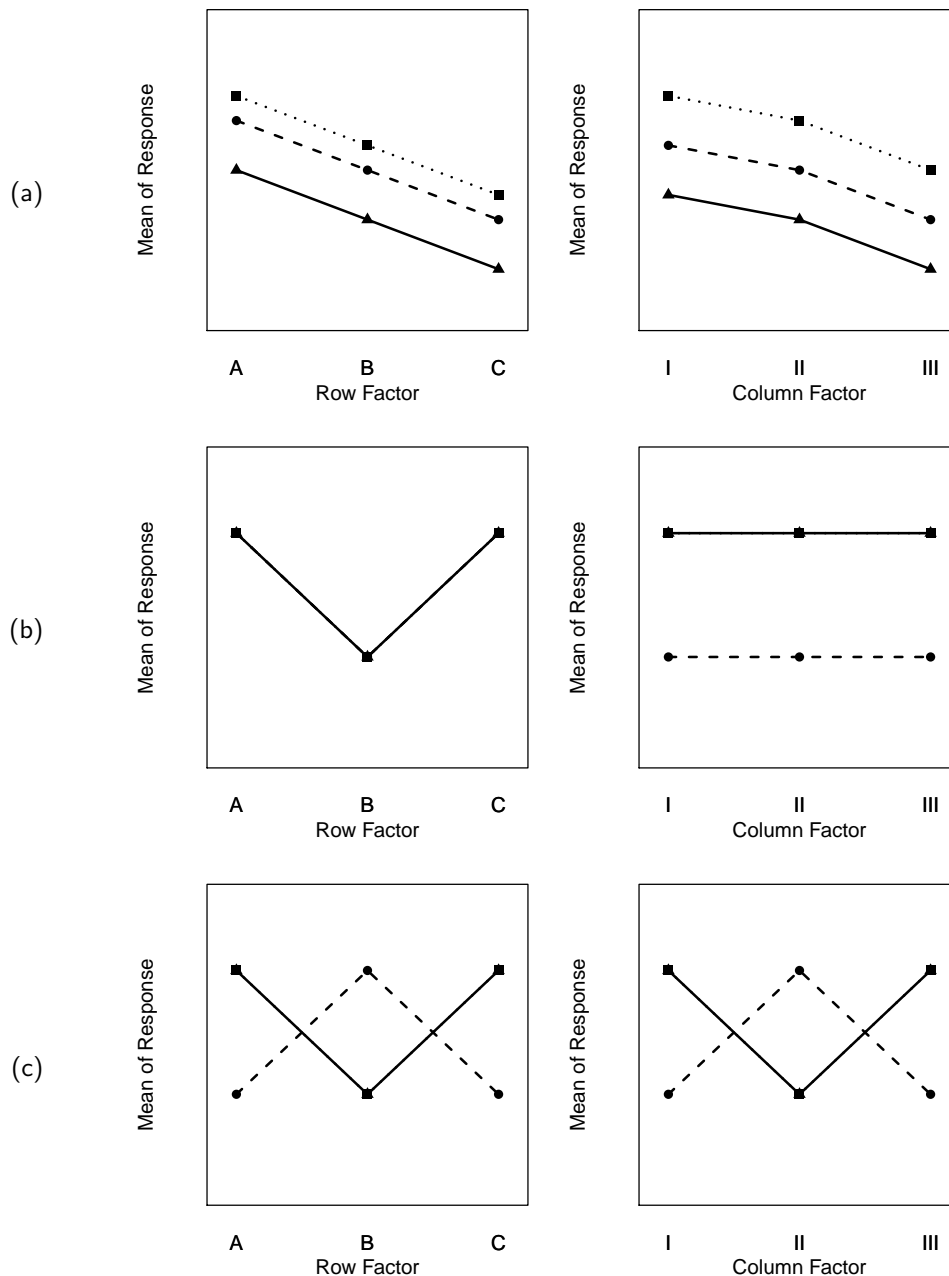 (a)
Mean of Response
A B C
Row Factor
Mean of Response
I II III
Column Factor
(b)
Mean of Response
A B C
Row Factor
Mean of Response
I II III
Column Factor
(c)
Mean of Response
A B C
Row Factor
Mean of Response
I II III
Column Factor